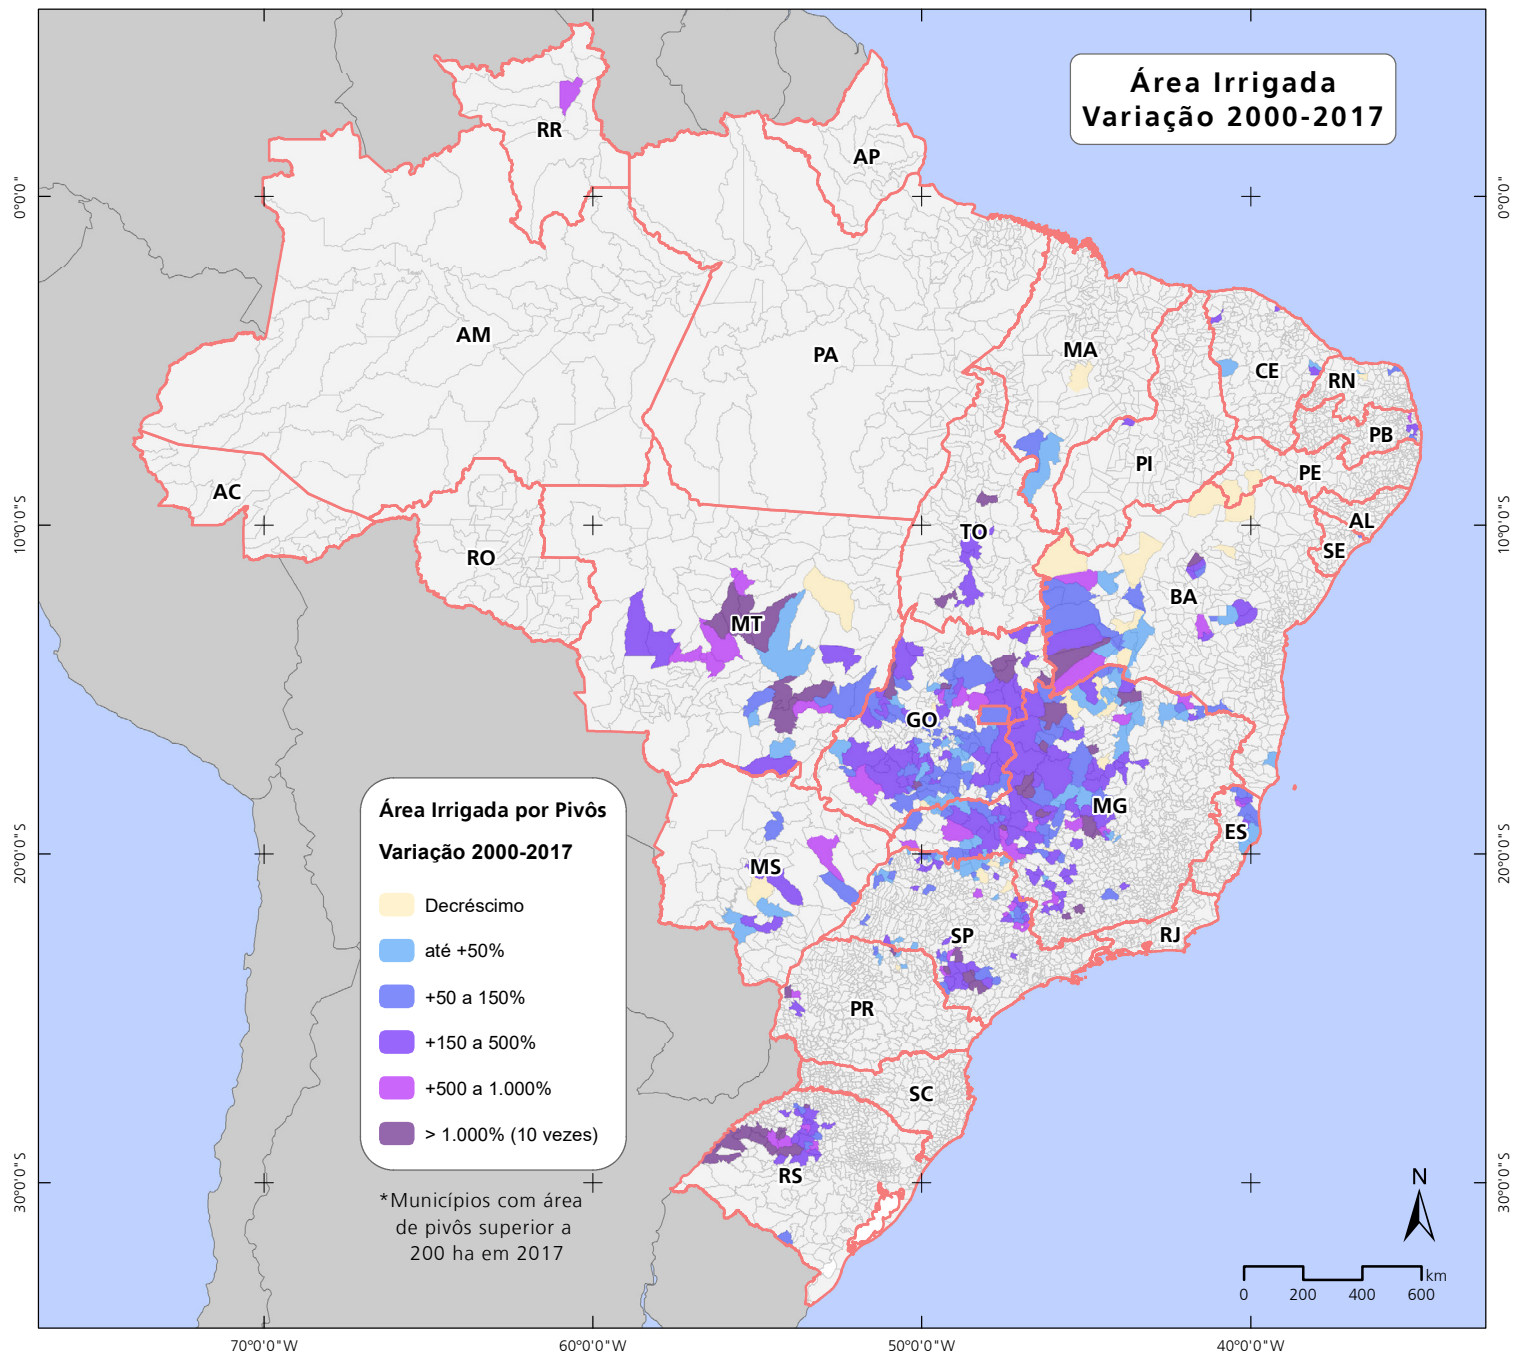 Área Irrigada
Variação 2000-2017
RR
AP
AM
PA
MA
CE
RN
PB
PI
PE
AC
TO
AL
RO
SE
BA
MT
GO
MG
ES
MS
SP
RJ
PR
SC
RS
Área Irrigada por Pivôs
Variação 2000-2017
Decréscimo
até +50%
+50 a 150%
+150 a 500%
+500 a 1.000%
> 1.000% (10 vezes)
*Municípios com área
de pivôs superior a
200 ha em 2017
N
km
0 200 400 600
0°0'0"
10°0'0"S
20°0'0"S
30°0'0"S
0°0'0"
10°0'0"S
20°0'0"S
30°0'0"S
70°0'0"W
60°0'0"W
50°0'0"W
40°0'0"W